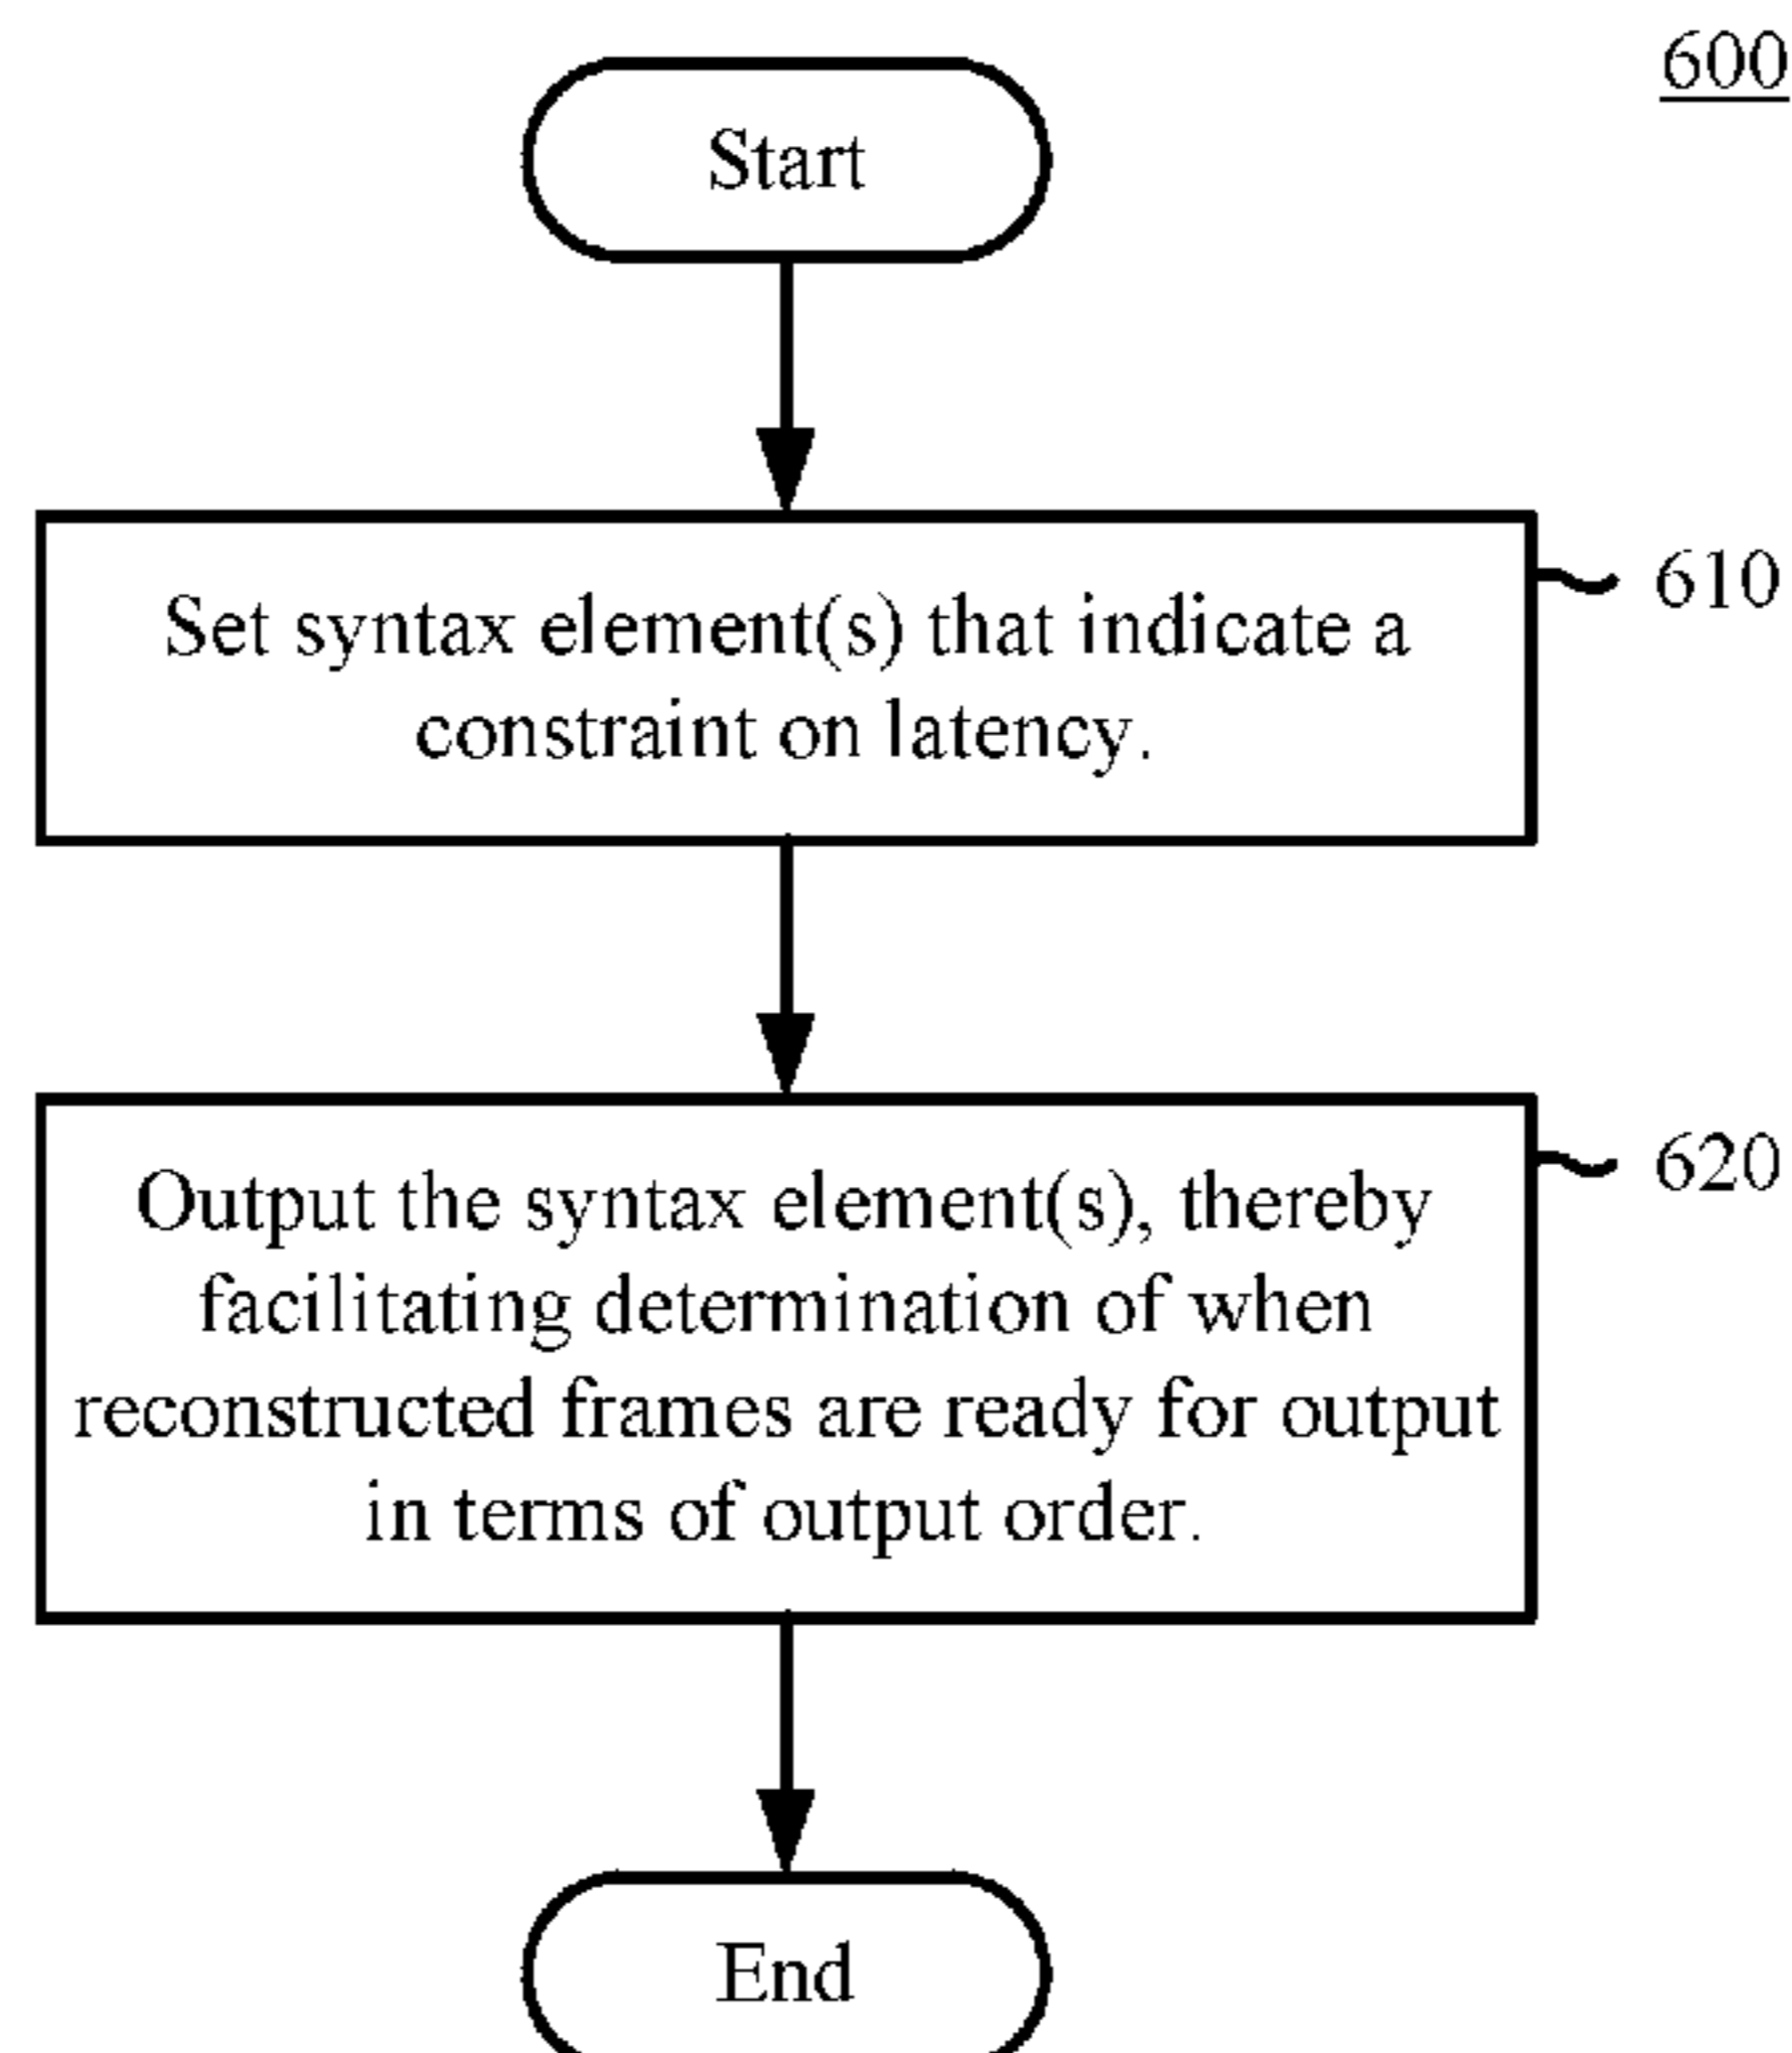 600
Start
Set syntax element(s) that indicate a
constraint on latency.
610
Output the syntax element(s), thereby
facilitating determination of when
reconstructed frames are ready for output
in terms of output order.
620
End